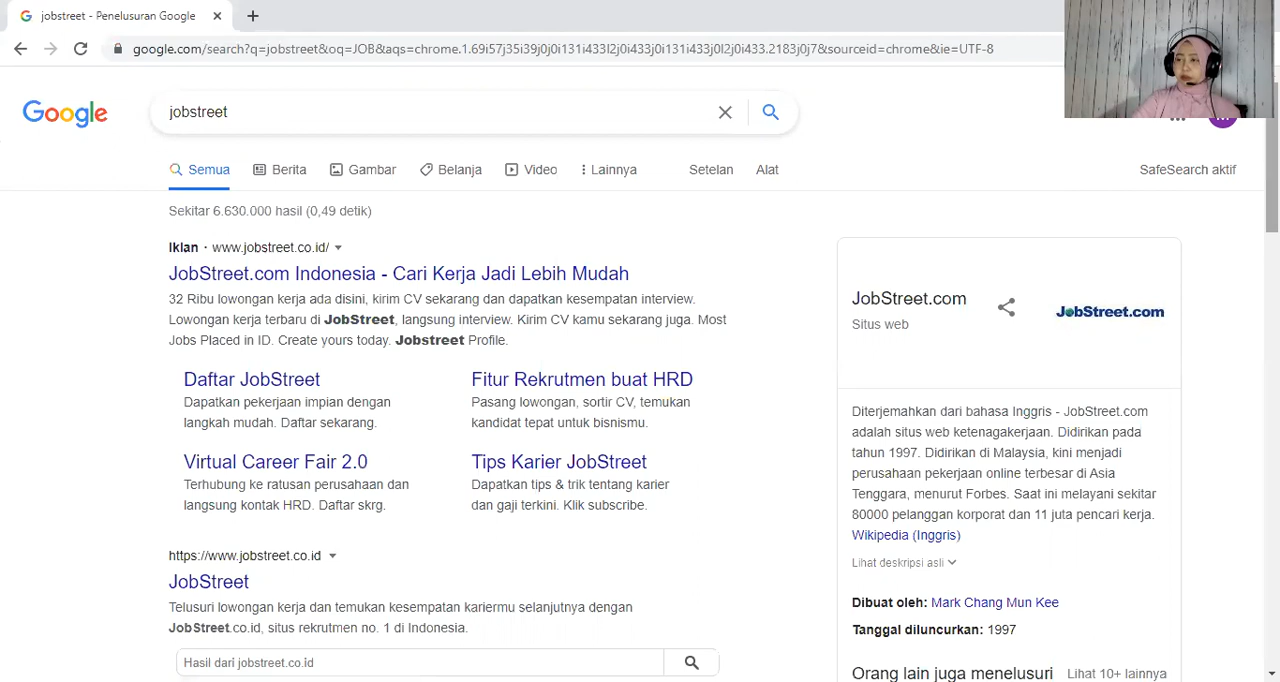 jobstreet - Penelusuran Google
google.com/search?q=jobstreet&oq=JOB&aqs=chrome.1.69i57j35i39j0j0i131i433l2j0i433j0i131i433j0l2j0i433.2183j0j7&sourceid=chrome&ie=UTF-8
Google
jobstreet
Semua Berita Gambar Belanja Video Lainnya Setelan Alat SafeSearch aktif
Sekitar 6.630.000 hasil (0,49 detik)
Iklan · www.jobstreet.co.id/
JobStreet.com Indonesia - Cari Kerja Jadi Lebih Mudah
32 Ribu lowongan kerja ada disini, kirim CV sekarang dan dapatkan kesempatan interview.
Lowongan kerja terbaru di JobStreet, langsung interview. Kirim CV kamu sekarang juga. Most
Jobs Placed in ID. Create yours today. Jobstreet Profile.
Daftar JobStreet
Dapatkan pekerjaan impian dengan
langkah mudah. Daftar sekarang.
Fitur Rekrutmen buat HRD
Pasang lowongan, sortir CV, temukan
kandidat tepat untuk bisnismu.
Virtual Career Fair 2.0
Terhubung ke ratusan perusahaan dan
langsung kontak HRD. Daftar skrg.
Tips Karier JobStreet
Dapatkan tips & trik tentang karier
dan gaji terkini. Klik subscribe.
https://www.jobstreet.co.id
JobStreet
Telusuri lowongan kerja dan temukan kesempatan kariermu selanjutnya dengan
JobStreet.co.id, situs rekrutmen no. 1 di Indonesia.
Hasil dari jobstreet.co.id
JobStreet.com
Situs web
JobStreet.com
Diterjemahkan dari bahasa Inggris - JobStreet.com
adalah situs web ketenagakerjaan. Didirikan pada
tahun 1997. Didirikan di Malaysia, kini menjadi
perusahaan pekerjaan online terbesar di Asia
Tenggara, menurut Forbes. Saat ini melayani sekitar
80000 pelanggan korporat dan 11 juta pencari kerja.
Wikipedia (Inggris)
Lihat deskripsi asli
Dibuat oleh: Mark Chang Mun Kee
Tanggal diluncurkan: 1997
Orang lain juga menelusuri Lihat 10+ lainnya